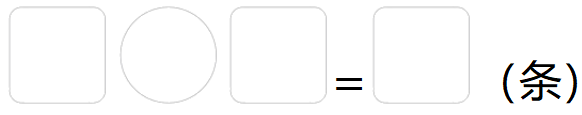 = (条)